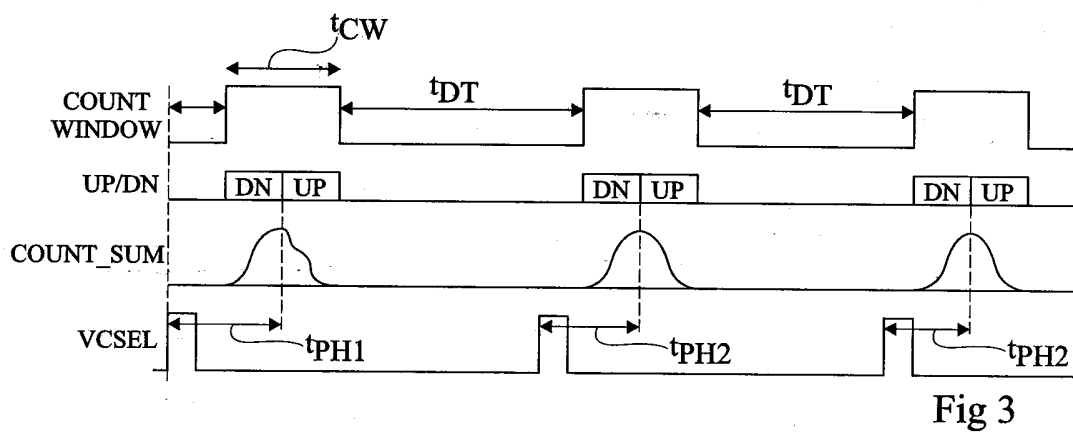 tCW
COUNT WINDOW
tDT
tDT
UP/DN
DN UP
DN UP
DN UP
COUNT_SUM
VCSEL
tPH1
tPH2
tPH2
Fig 3